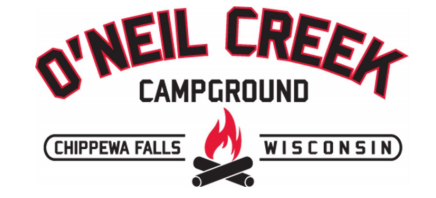 O'NEIL CREEK
CAMPGROUND
CHIPPEWA FALLS WISCONSIN